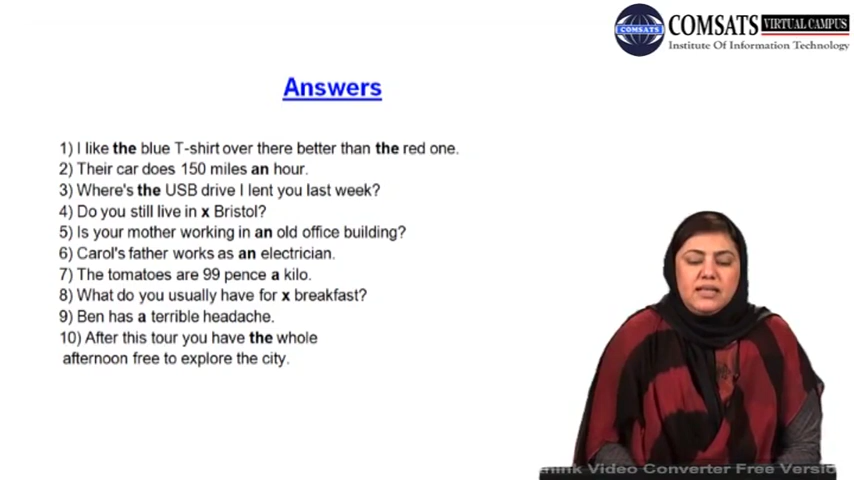 COMSATS VIRTUAL CAMPUS
COMSATS
Institute Of Information Technology
Answers
1) I like the blue T-shirt over there better than the red one.
2) Their car does 150 miles an hour.
3) Where's the USB drive I lent you last week?
4) Do you still live in x Bristol?
5) Is your mother working in an old office building?
6) Carol's father works as an electrician.
7) The tomatoes are 99 pence a kilo.
8) What do you usually have for x breakfast?
9) Ben has a terrible headache.
10) After this tour you have the whole
afternoon free to explore the city.
hink Video Converter Free Versio